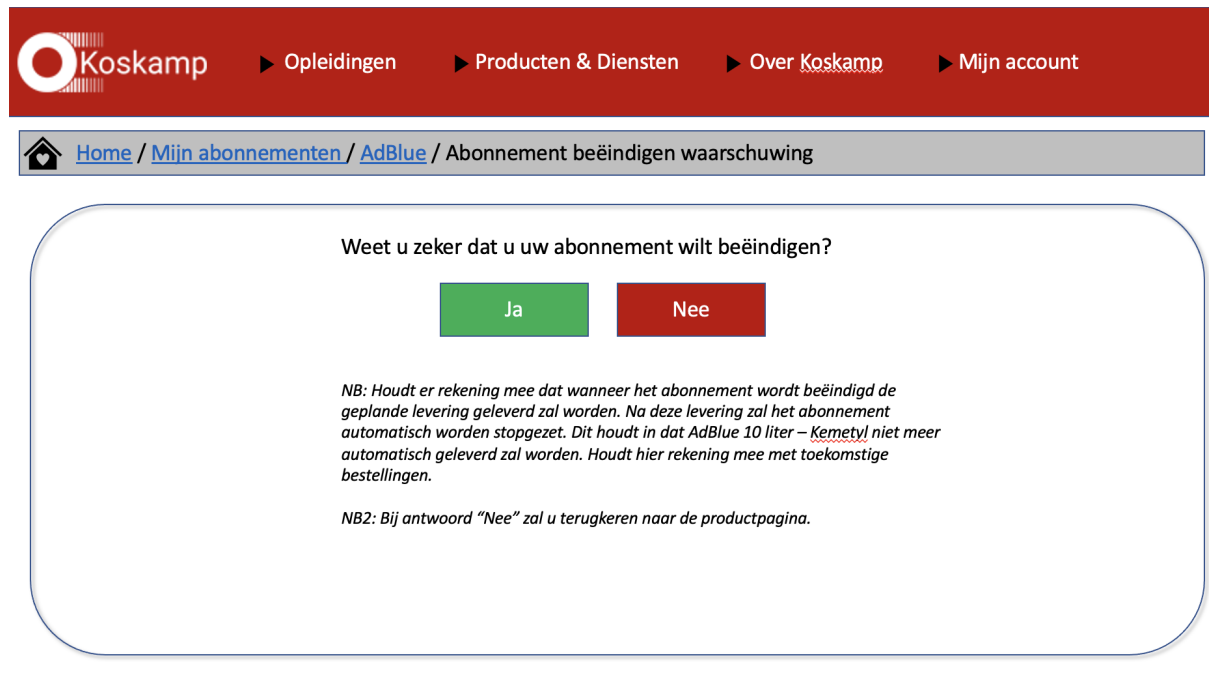 Koskamp
Opleidingen
Producten & Diensten
Over Koskamp
Mijn account
Home / Mijn abonnementen / AdBlue / Abonnement beëindigen waarschuwing
Weet u zeker dat u uw abonnement wilt beëindigen?
Ja
Nee
NB: Houdt er rekening mee dat wanneer het abonnement wordt beëindigd de
geplande levering geleverd zal worden. Na deze levering zal het abonnement
automatisch worden stopgezet. Dit houdt in dat AdBlue 10 liter – Kemetyl niet meer
automatisch geleverd zal worden. Houdt hier rekening mee met toekomstige
bestellingen.
NB2: Bij antwoord “Nee” zal u terugkeren naar de productpagina.